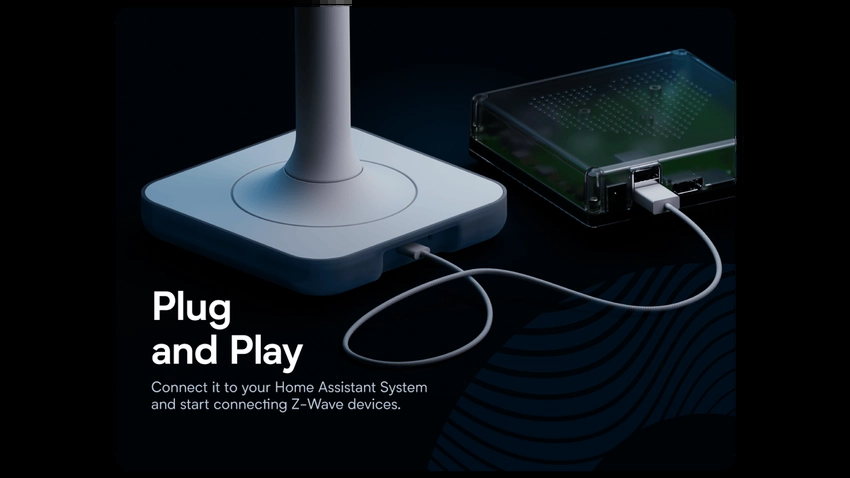 Plug
and Play
Connect it to your Home Assistant System
and start connecting Z-Wave devices.